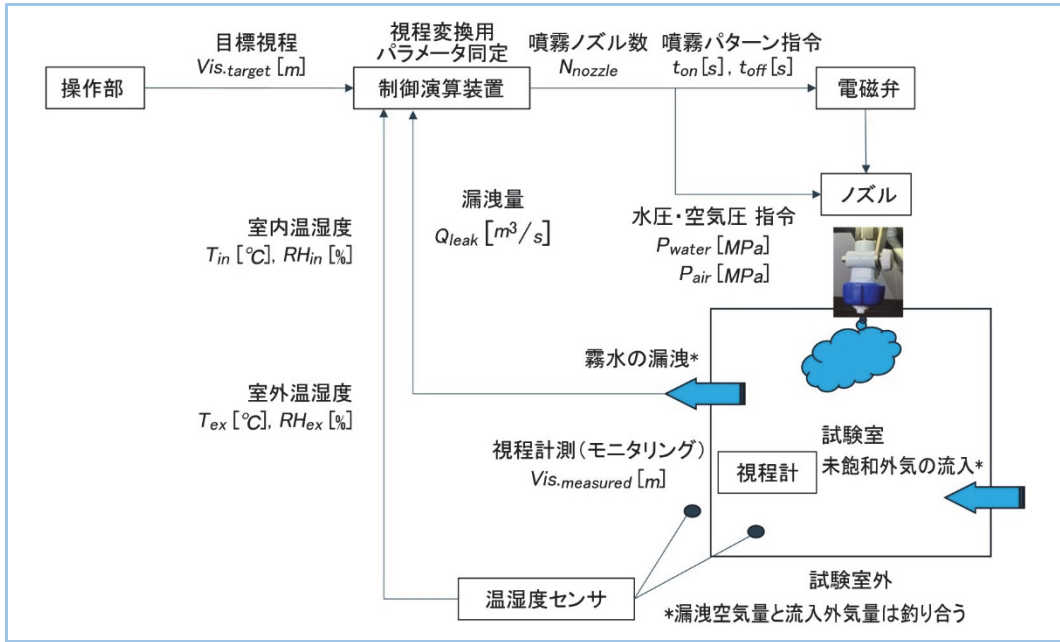 目標視程
Vis.target [m]
視程変換用
パラメータ同定
噴霧ノズル数
Nnozzle
噴霧パターン指令
ton [s], toff [s]
操作部
制御演算装置
電磁弁
ノズル
漏洩量
Qleak [m³/s]
水圧・空気圧 指令
Pwater [MPa]
Pair [MPa]
室内温湿度
Tin [℃], RHin [%]
霧水の漏洩*
室外温湿度
Tex [℃], RHex [%]
視程計測(モニタリング)
Vis.measured [m]
試験室
視程計
未飽和外気の流入*
温湿度センサ
試験室外
*漏洩空気量と流入外気量は釣り合う